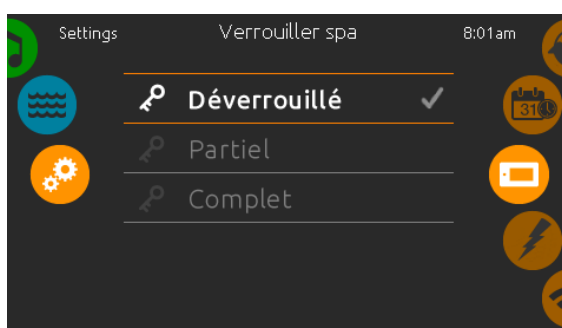 Settings Verrouiller spa 8:01am
Déverrouillé
31
Partiel
Complet